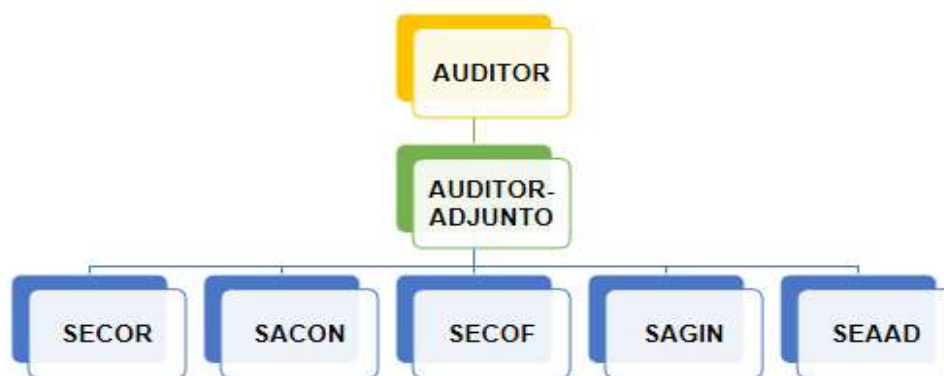 AUDITOR
AUDITOR-
ADJUNTO
SECOR
SACON
SECOF
SAGIN
SEAAD